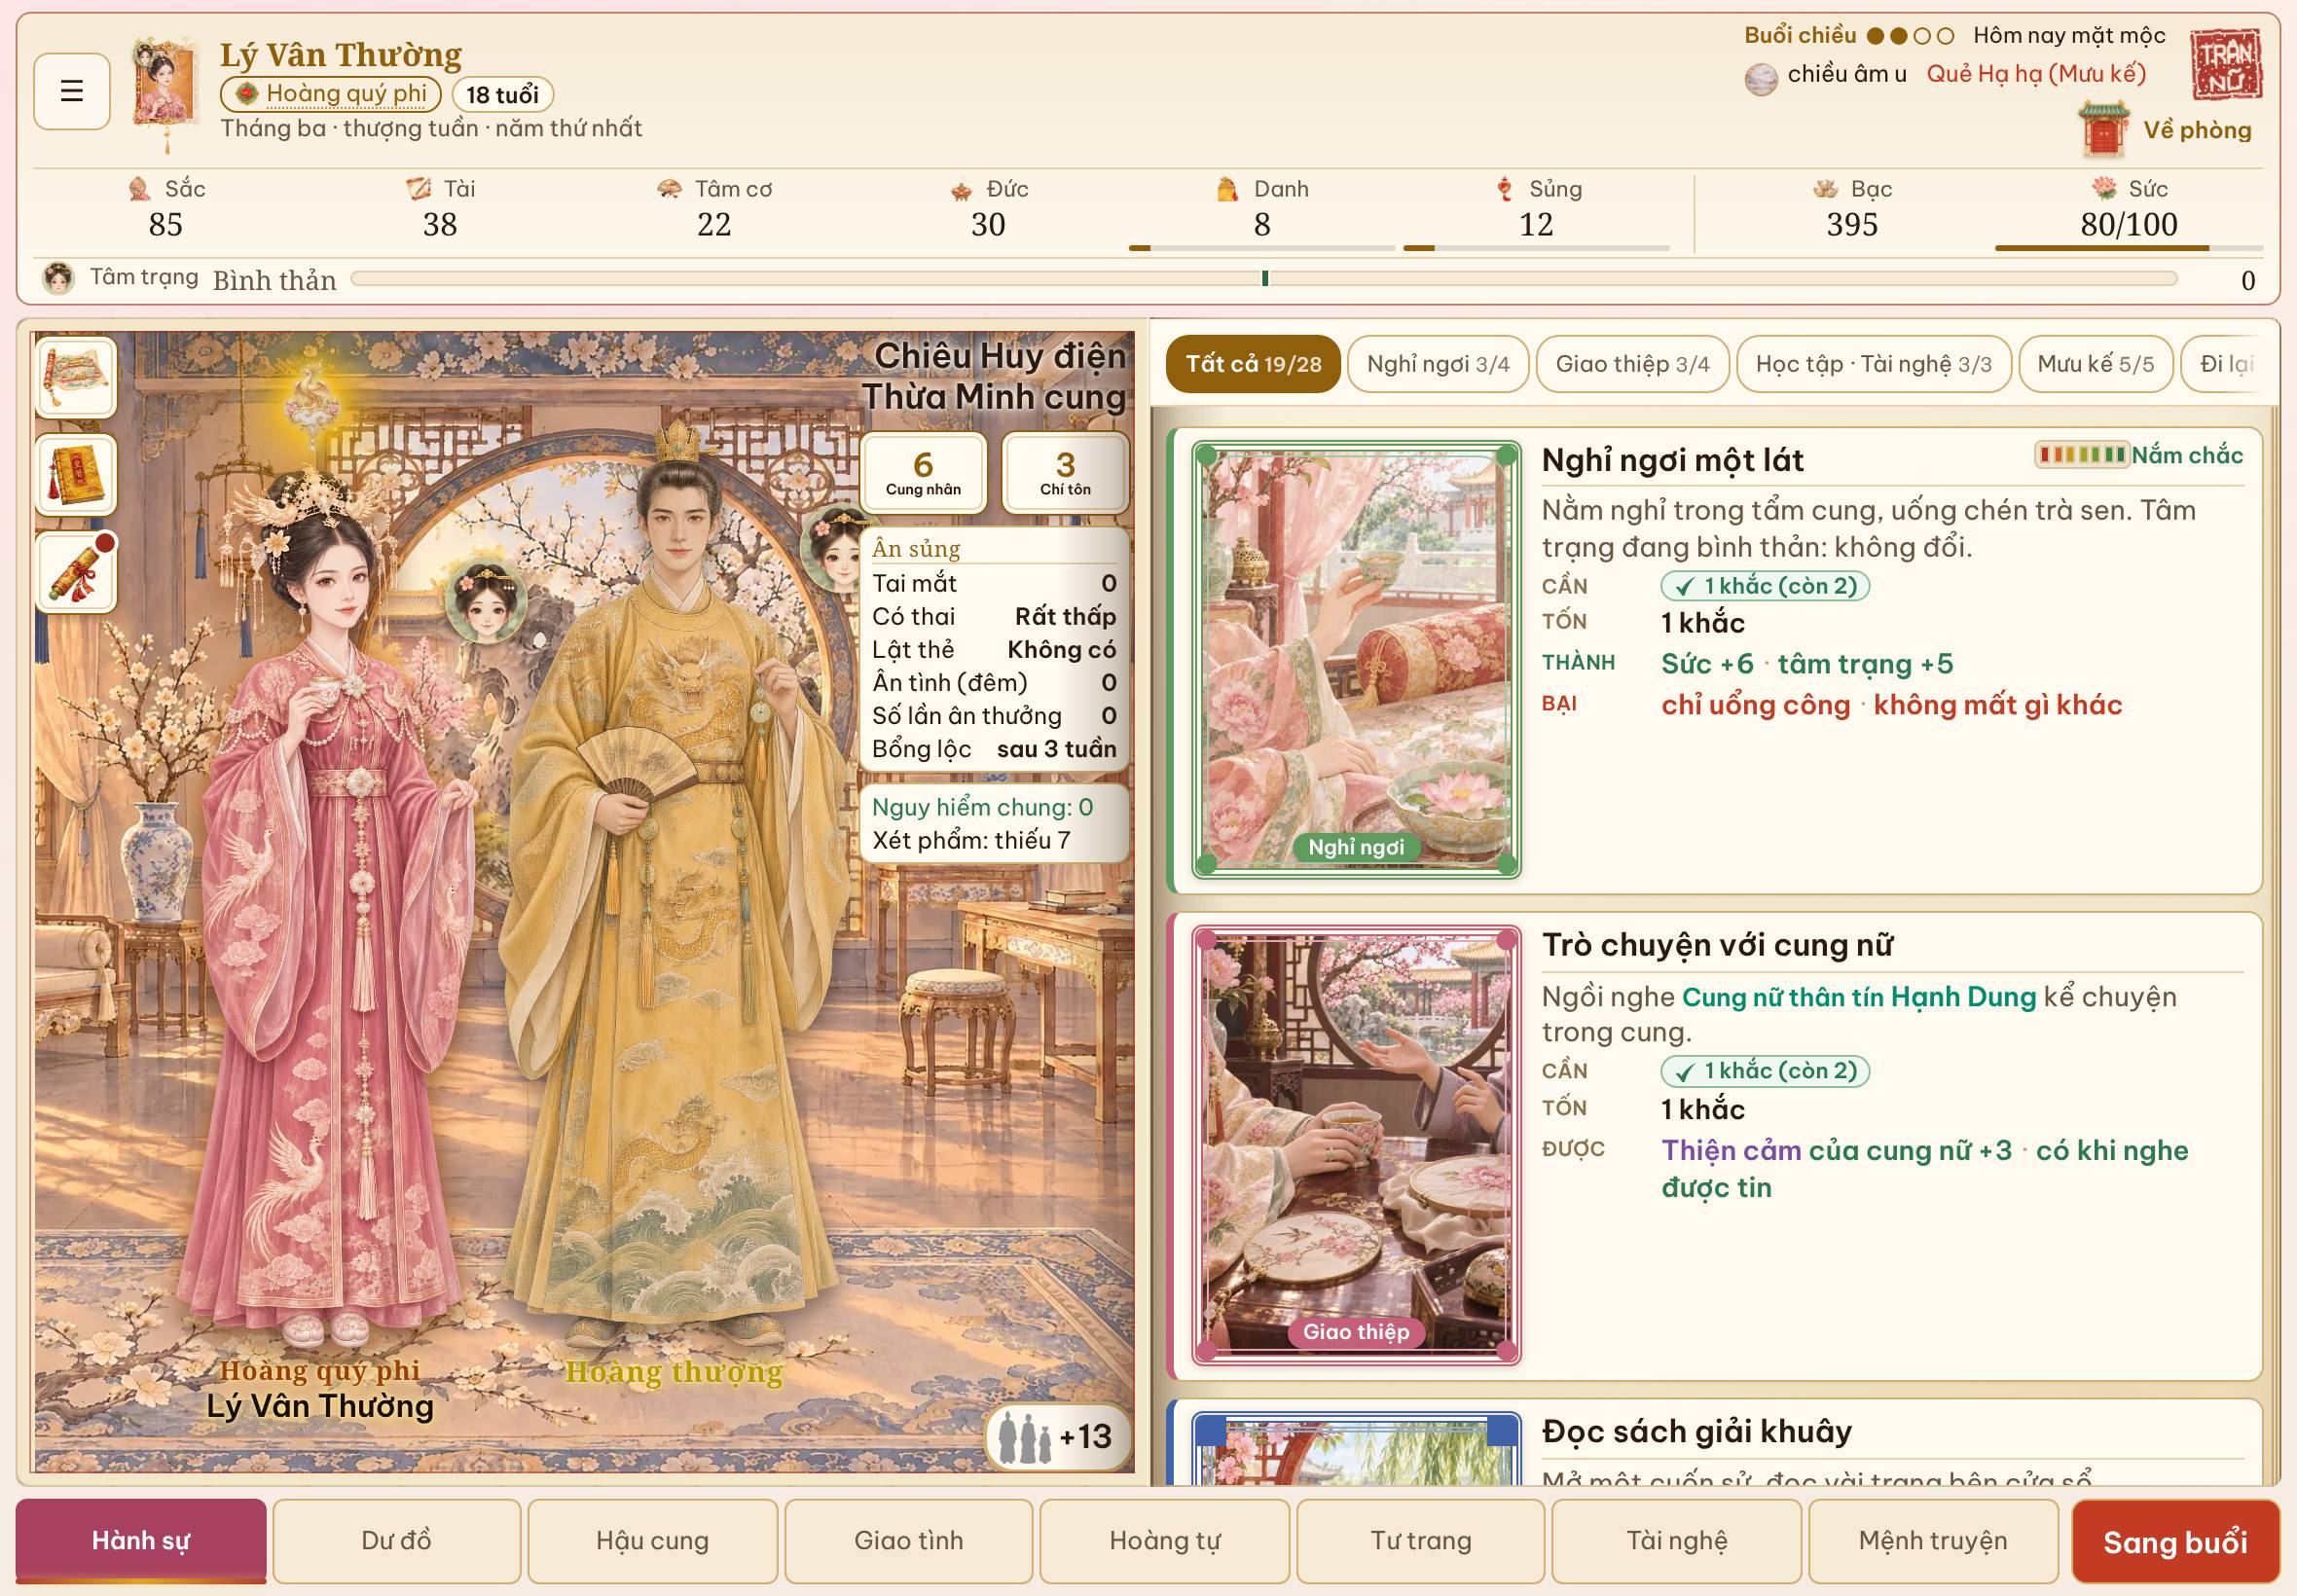 ☰
Lý Vân Thường
Hoàng quý phi
18 tuổi
Tháng ba · thượng tuần · năm thứ nhất
Buổi chiều
Hôm nay mặt mộc
chiều âm u
Quẻ Hạ hạ (Mưu kế)
TRÂN
NỮ
Về phòng
Sắc
85
Tài
38
Tâm cơ
22
Đức
30
Danh
8
Sủng
12
Bạc
395
Sức
80/100
Tâm trạng Bình thản
0
Chiêu Huy điện
Thừa Minh cung
6
Cung nhân
3
Chí tôn
Ân sủng
Tai mắt 0
Có thai Rất thấp
Lật thẻ Không có
Ân tình (đêm) 0
Số lần ân thưởng 0
Bổng lộc sau 3 tuần
Nguy hiểm chung: 0
Xét phẩm: thiếu 7
Hoàng quý phi
Lý Vân Thường
Hoàng thượng
+13
Tất cả 19/28
Nghỉ ngơi 3/4
Giao thiệp 3/4
Học tập · Tài nghệ 3/3
Mưu kế 5/5
Đi lại
Nghỉ ngơi
Nghỉ ngơi một lát
Nắm chắc
Nằm nghỉ trong tẩm cung, uống chén trà sen. Tâm
trạng đang bình thản: không đổi.
CẦN ✓ 1 khắc (còn 2)
TỐN 1 khắc
THÀNH Sức +6 · tâm trạng +5
BẠI chỉ uổng công · không mất gì khác
Giao thiệp
Trò chuyện với cung nữ
Ngồi nghe Cung nữ thân tín Hạnh Dung kể chuyện
trong cung.
CẦN ✓ 1 khắc (còn 2)
TỐN 1 khắc
ĐƯỢC Thiện cảm của cung nữ +3 · có khi nghe
được tin
Đọc sách giải khuây
Mở một cuốn sử, đọc vài trang bên cửa sổ.
Hành sự
Dư đồ
Hậu cung
Giao tình
Hoàng tự
Tư trang
Tài nghệ
Mệnh truyện
Sang buổi